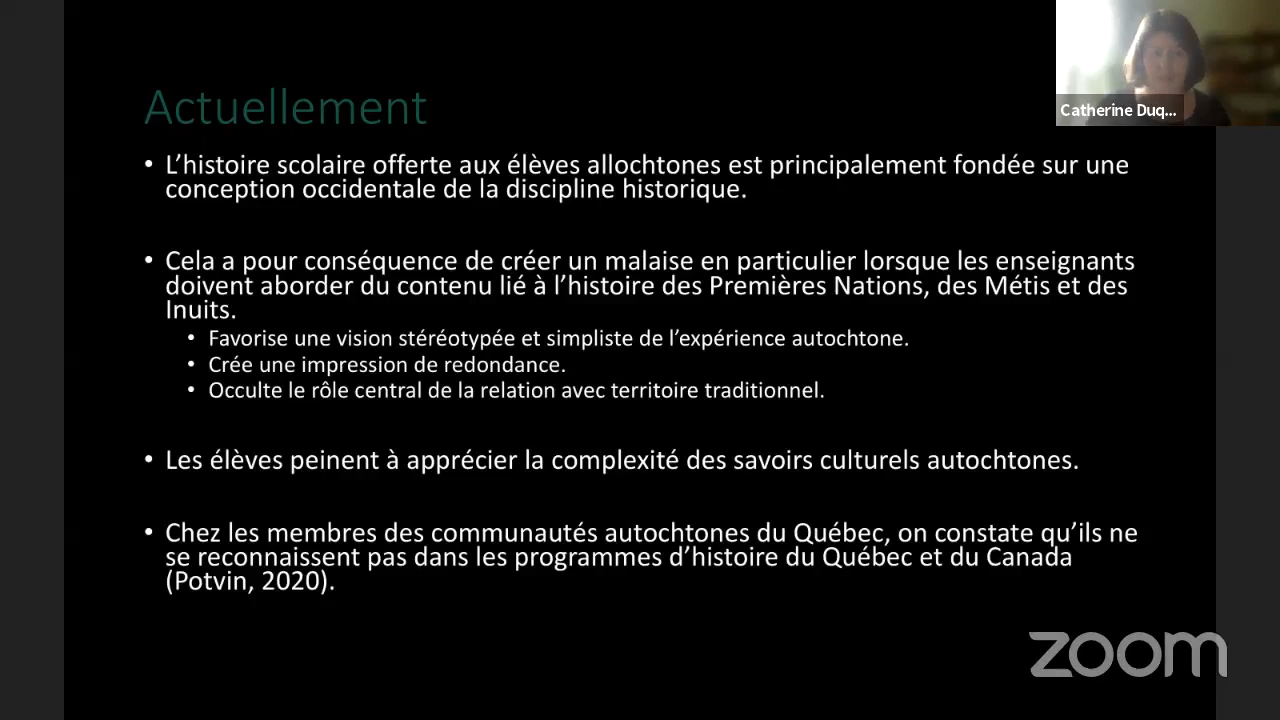 Actuellement
Catherine Duq...
• L'histoire scolaire offerte aux élèves allochtones est principalement fondée sur une
conception occidentale de la discipline historique.
• Cela a pour conséquence de créer un malaise en particulier lorsque les enseignants
doivent aborder du contenu lié à l'histoire des Premières Nations, des Métis et des
Inuits.
• Favorise une vision stéréotypée et simpliste de l'expérience autochtone.
• Crée une impression de redondance.
• Occulte le rôle central de la relation avec territoire traditionnel.
• Les élèves peinent à apprécier la complexité des savoirs culturels autochtones.
• Chez les membres des communautés autochtones du Québec, on constate qu'ils ne
se reconnaissent pas dans les programmes d'histoire du Québec et du Canada
(Potvin, 2020).
zoom